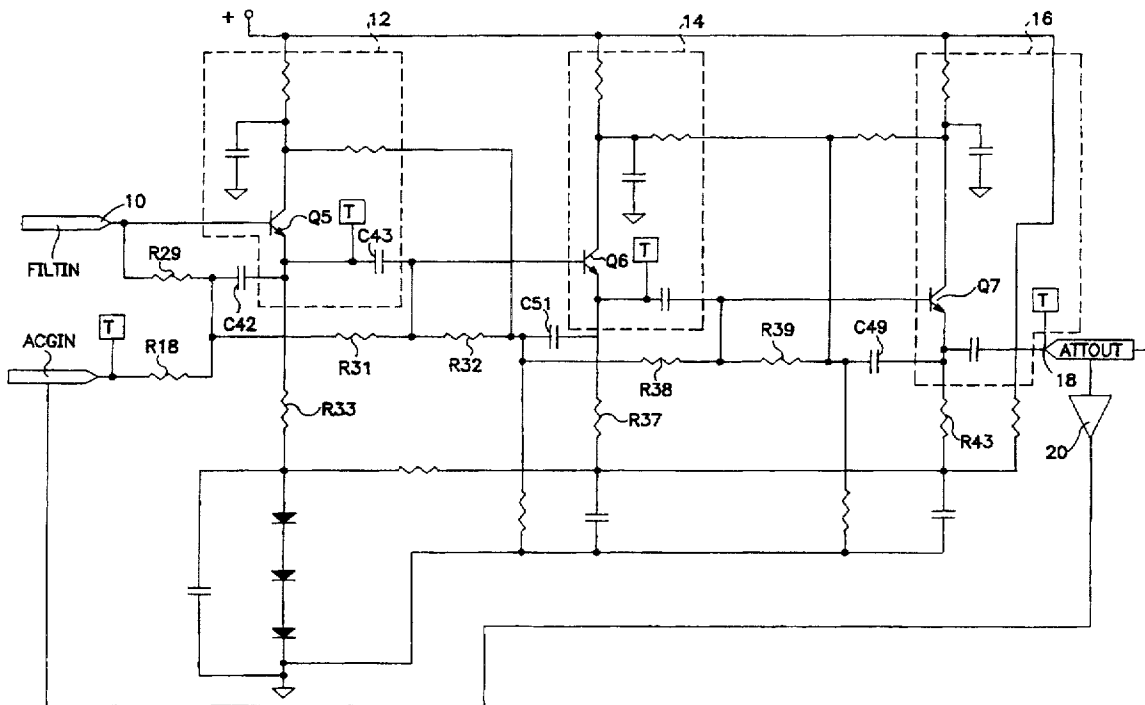 +
12
14
16
10
Q5
T
C43
FILTIN
R29
C42
Q6
T
Q7
T
C51
ACGIN
T
R18
R31
R32
R38
R39
C49
ATTOUT
18
R33
R37
R43
20